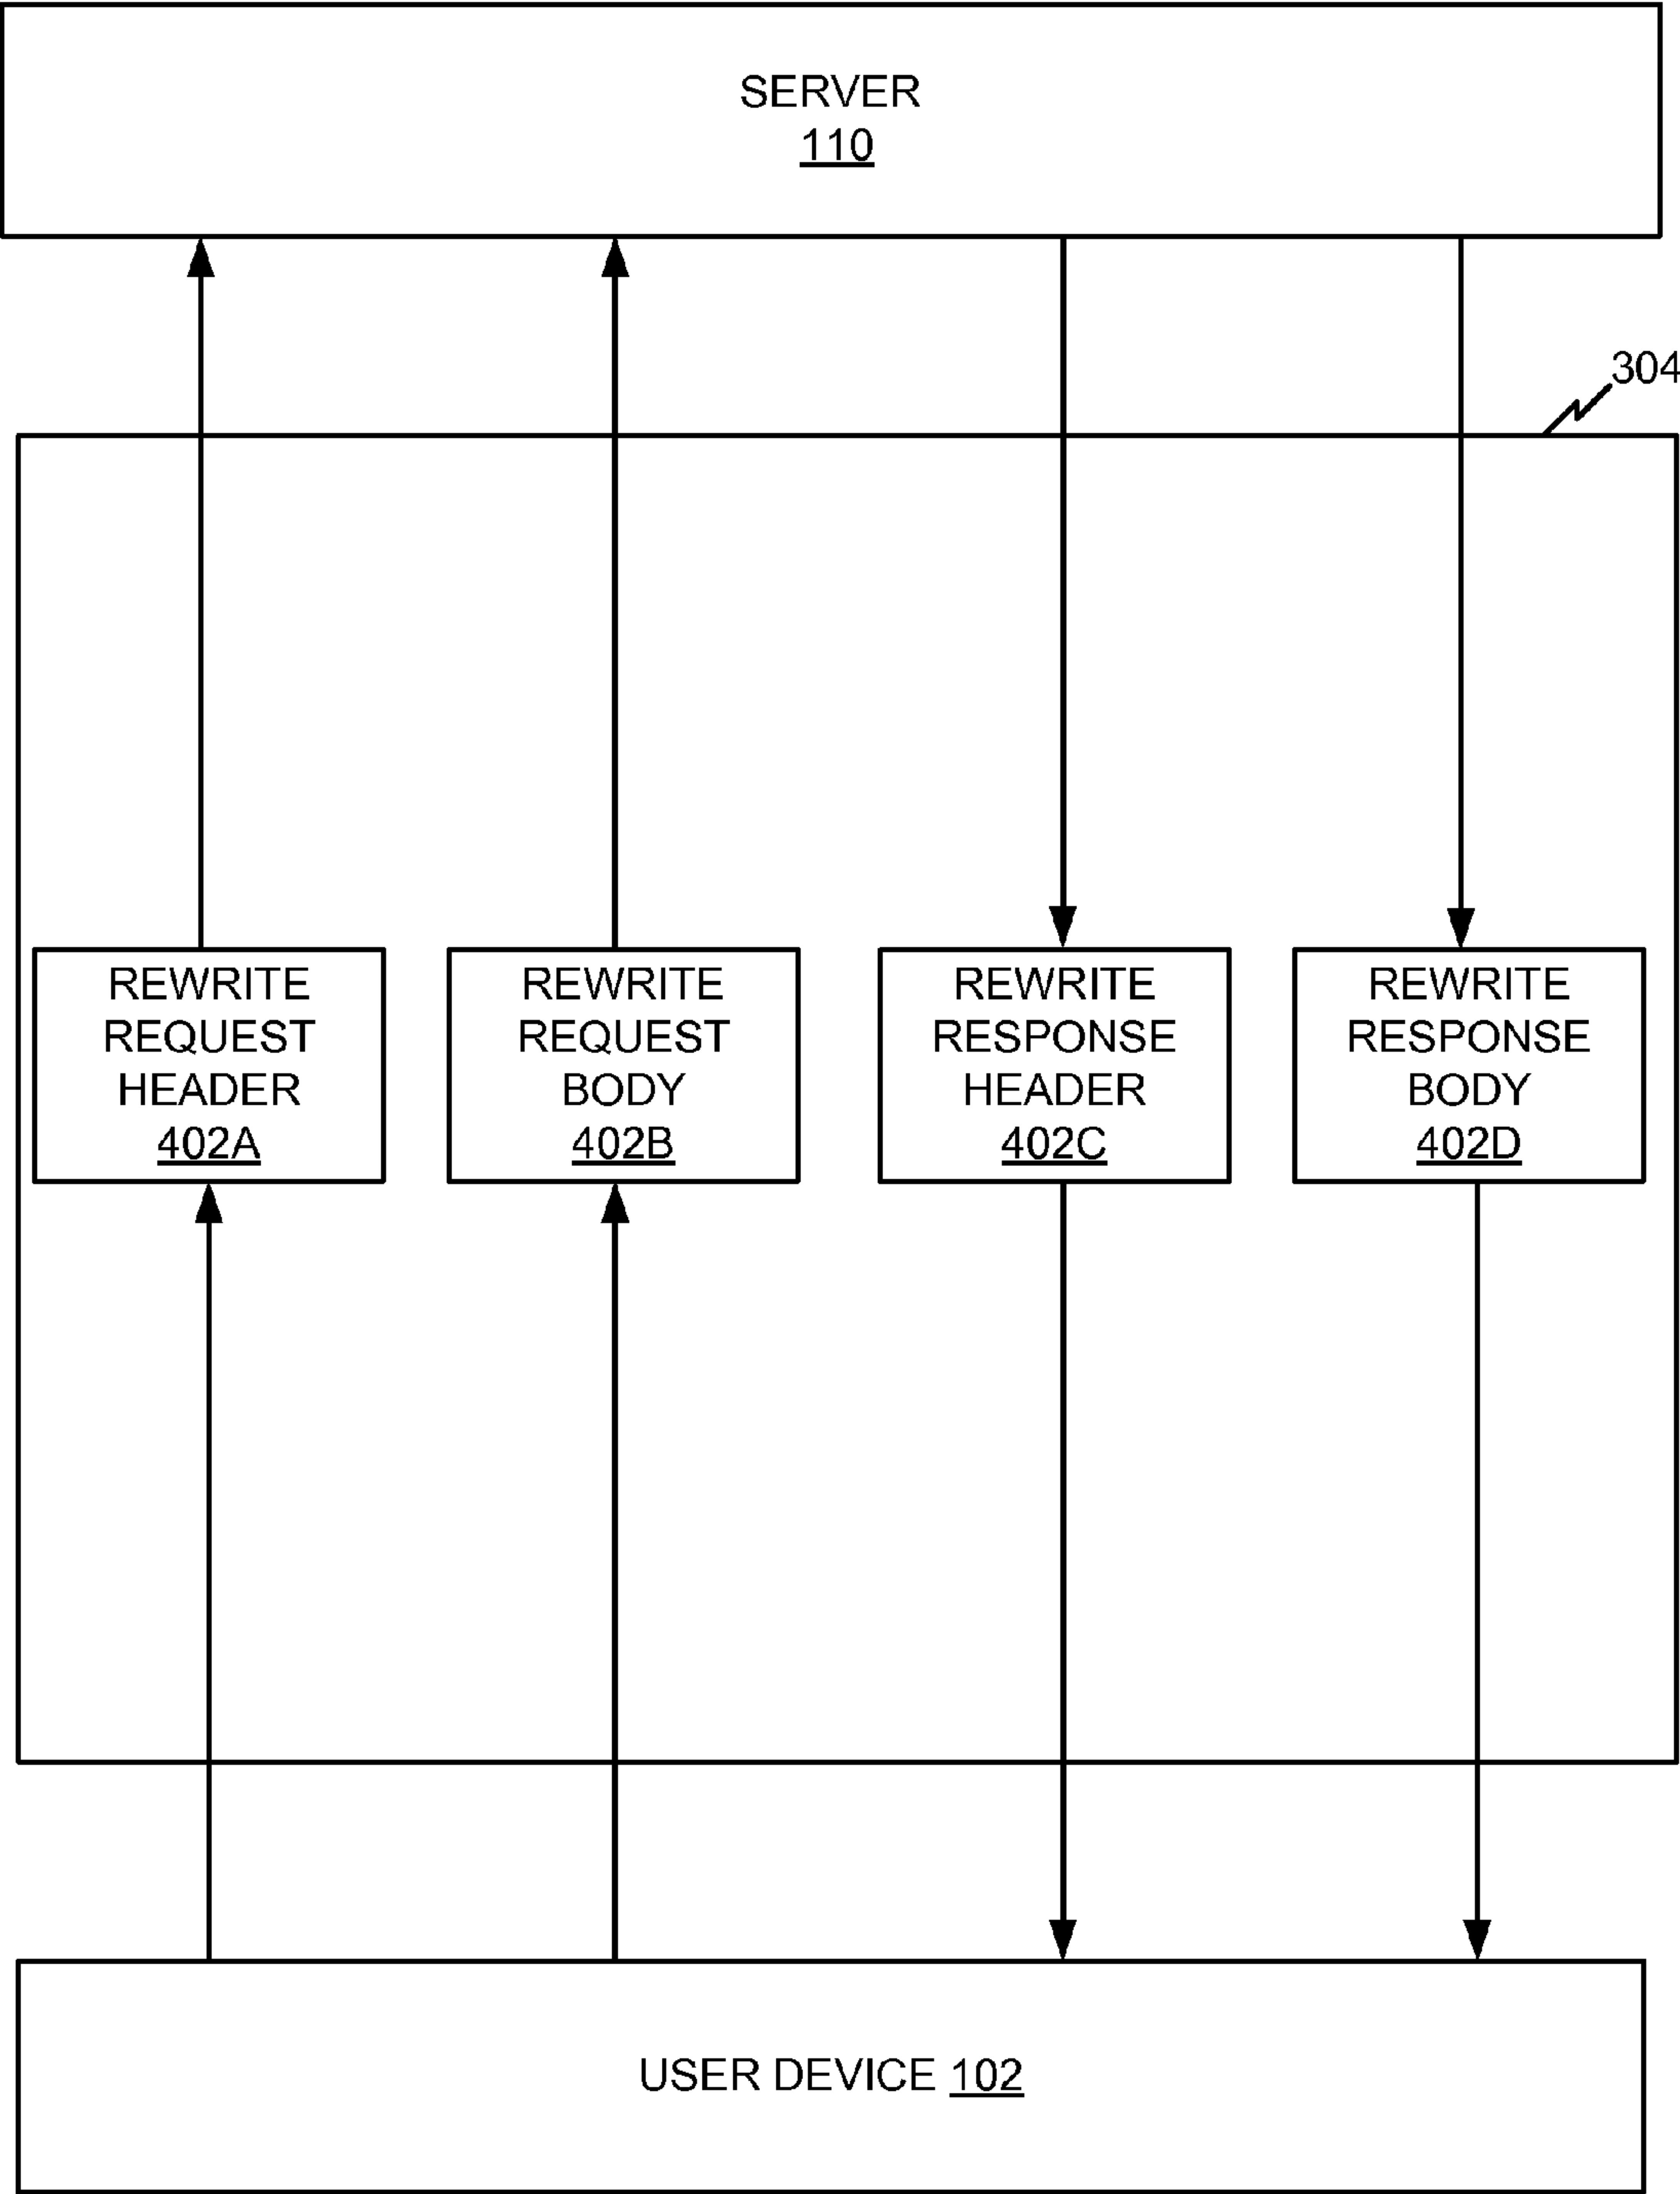 SERVER
110
304
REWRITE
REQUEST
HEADER
402A
REWRITE
REQUEST
BODY
402B
REWRITE
RESPONSE
HEADER
402C
REWRITE
RESPONSE
BODY
402D
USER DEVICE 102